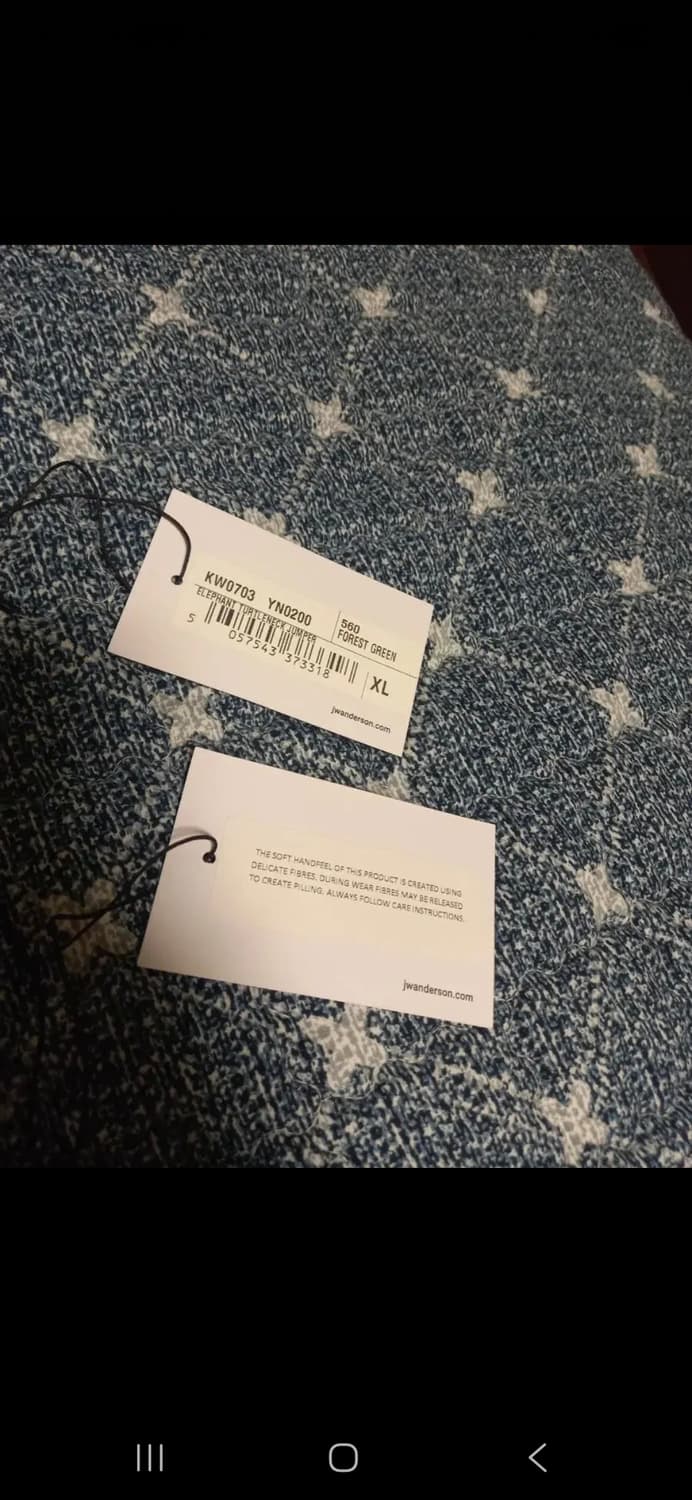 KW0703 YN0200
560
FOREST GREEN
ELEPHANT TURTLENECK JUMPER
5 057543 373318
XL
jwanderson.com
THE SOFT HANDFEEL OF THIS PRODUCT IS CREATED USING
DELICATE FIBRES. DURING WEAR FIBRES MAY BE RELEASED
TO CREATE PILLING. ALWAYS FOLLOW CARE INSTRUCTIONS.
jwanderson.com